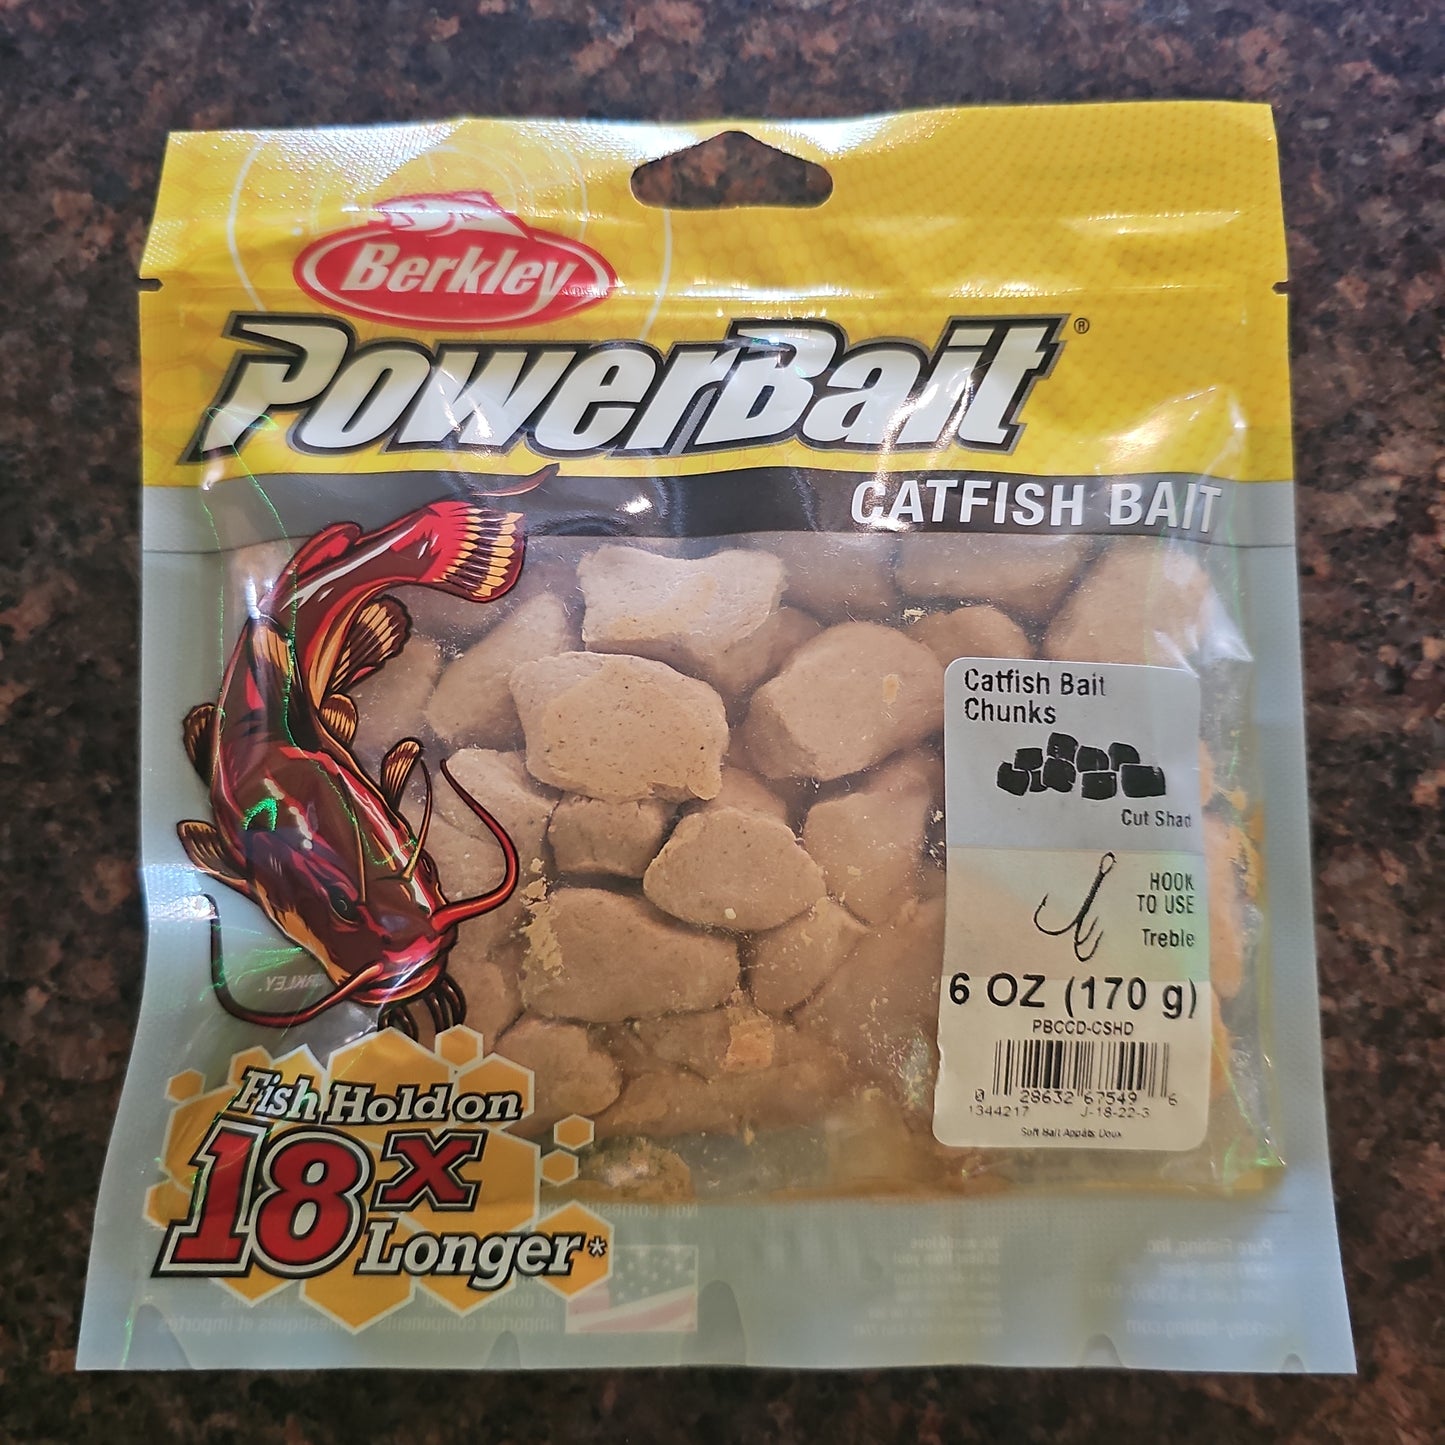 Berkley
PowerBait®
CATFISH BAIT
Catfish Bait
Chunks
Cut Shad
HOOK
TO USE
Treble
6 OZ (170 g)
PBCCD-CSHD
0 28632 67549 6
1344217 J-18-22-3
Soft Bait Appâts Doux
Fish Hold on
18x
Longer*